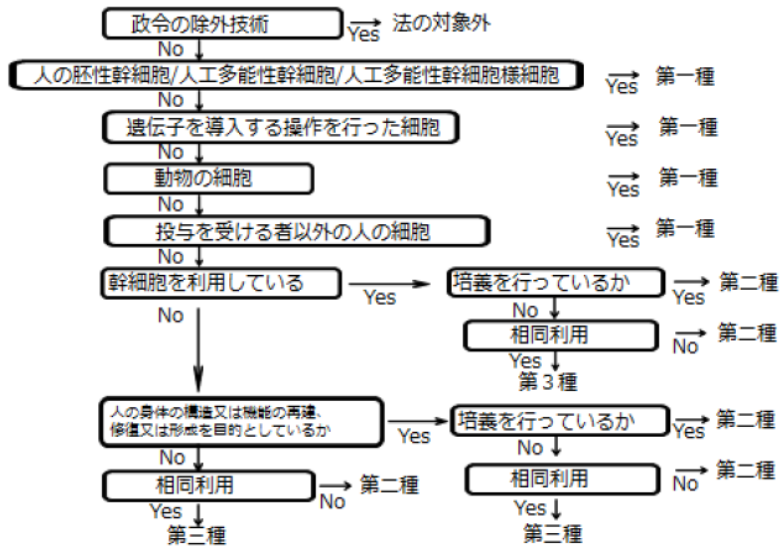 政令の除外技術
Yes
法の対象外
No
人の胚性幹細胞/人工多能性幹細胞/人工多能性幹細胞様細胞
Yes
第一種
No
遺伝子を導入する操作を行った細胞
Yes
第一種
No
動物の細胞
Yes
第一種
No
投与を受ける者以外の人の細胞
Yes
第一種
No
幹細胞を利用している
Yes
培義を行っているか
Yes
第二種
No
No
相同利用
No
第二種
Yes
第3種
人の身体の構造又は機能の再建、
修復又は形成を目的としているか
Yes
培義を行っているか
Yes
第二種
No
No
相同利用
No
第二種
相同利用
No
第二種
Yes
第三種
Yes
第三種